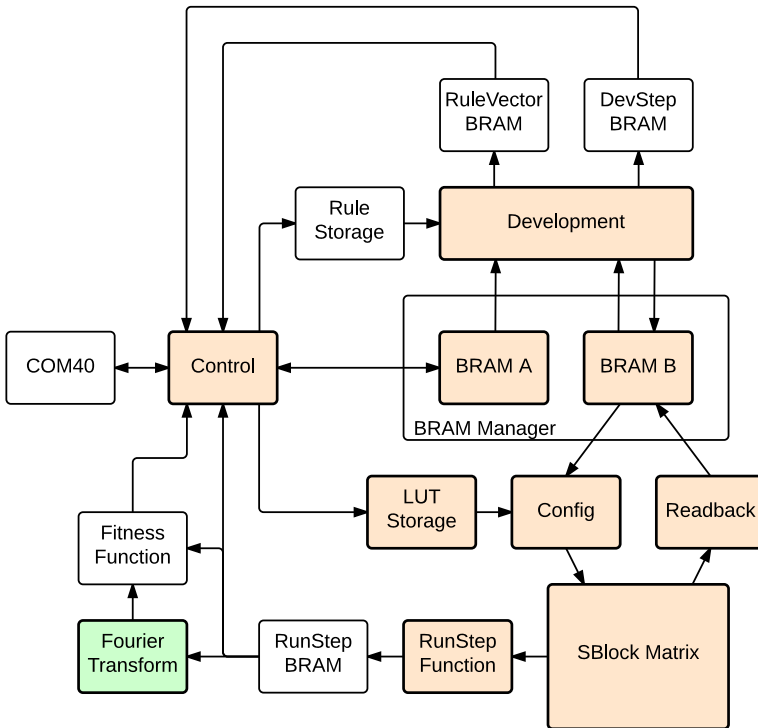 RuleVector
BRAM
DevStep
BRAM
Rule
Storage
Development
COM40
Control
BRAM A
BRAM B
BRAM Manager
LUT
Storage
Config
Readback
Fitness
Function
Fourier
Transform
RunStep
BRAM
RunStep
Function
SBlock Matrix